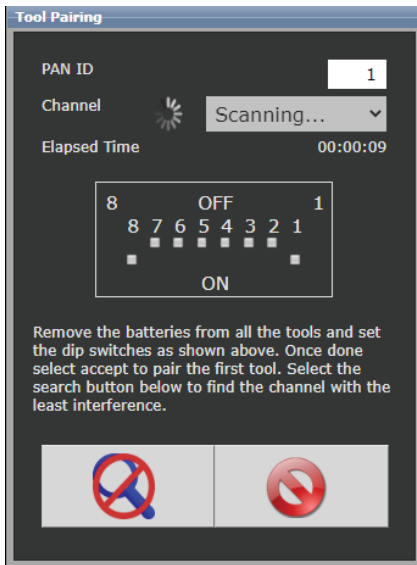 Tool Pairing
PAN ID 1
Channel Scanning...
Elapsed Time 00:00:09
8 OFF 1
8 7 6 5 4 3 2 1
ON
Remove the batteries from all the tools and set
the dip switches as shown above. Once done
select accept to pair the first tool. Select the
search button below to find the channel with the
least interference.